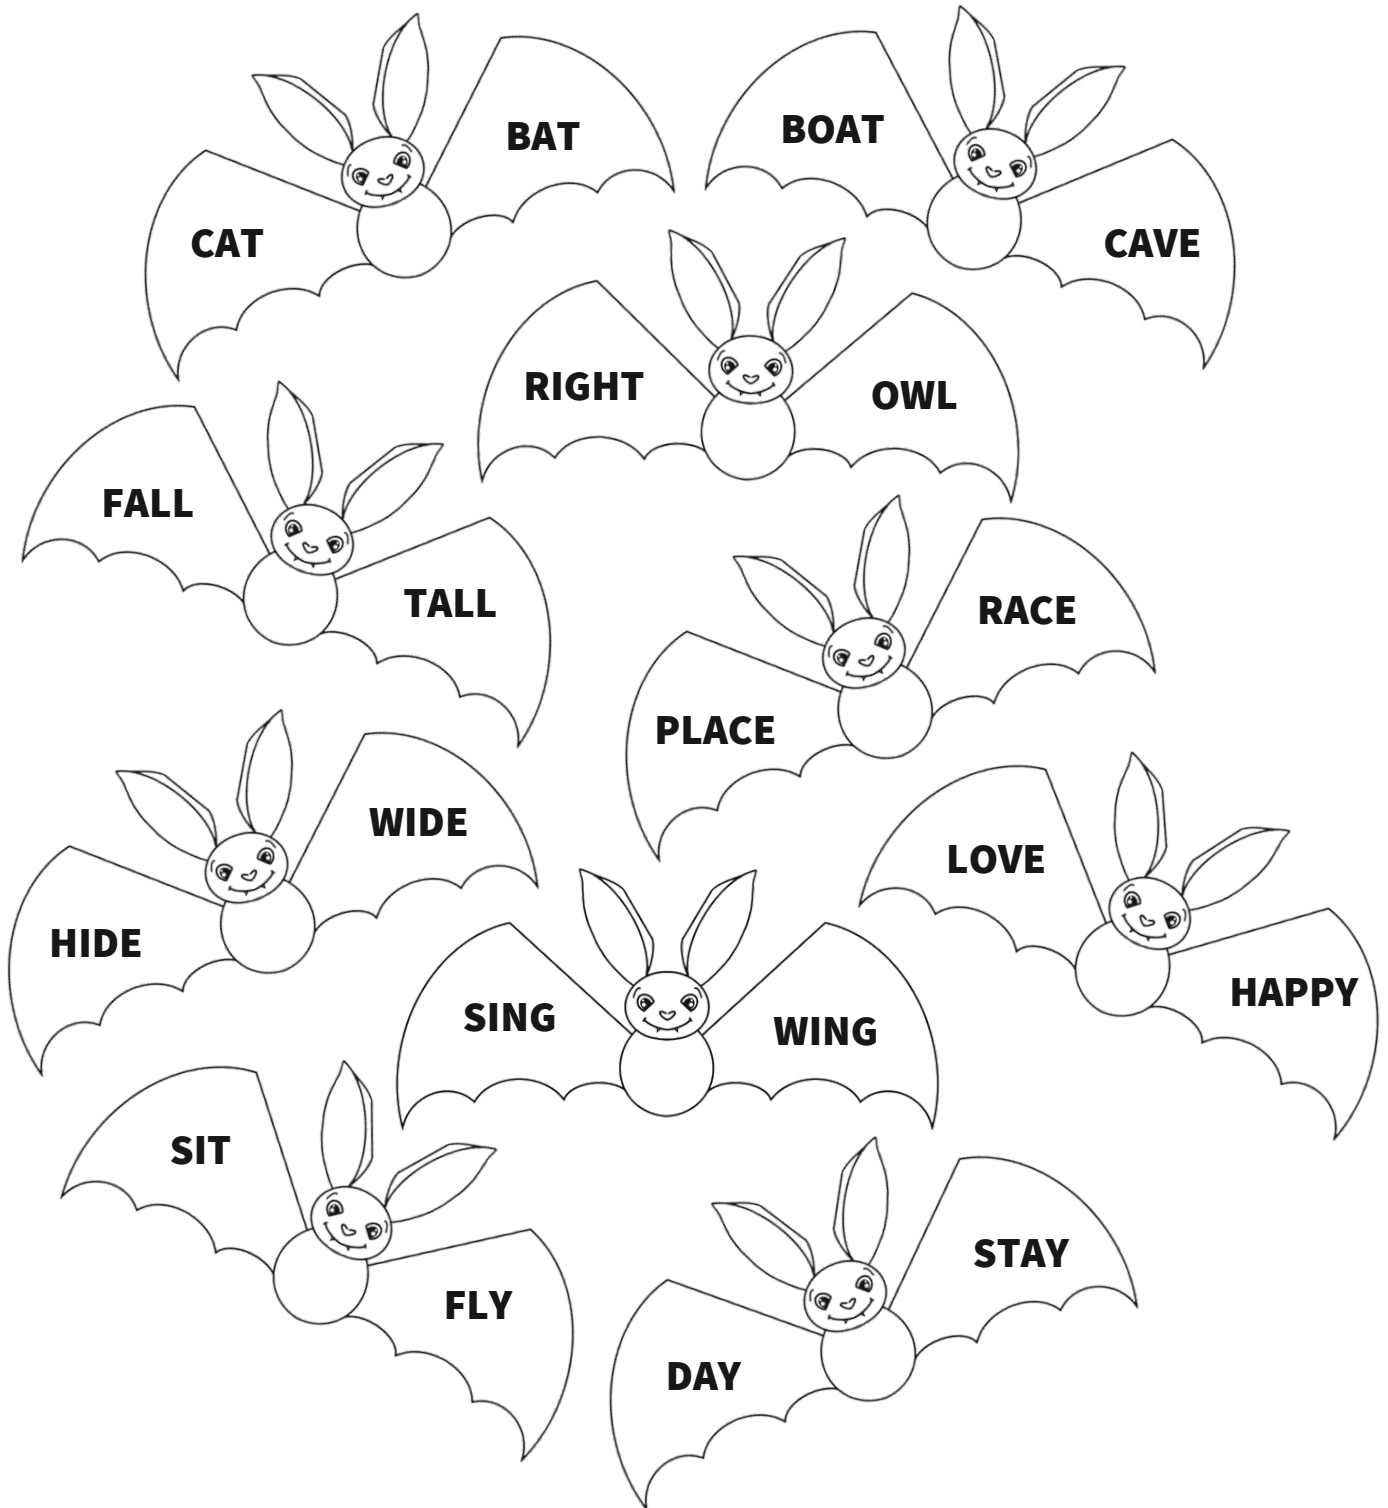 CAT
BAT
BOAT
CAVE
RIGHT
OWL
FALL
TALL
PLACE
RACE
HIDE
WIDE
LOVE
HAPPY
SING
WING
SIT
FLY
DAY
STAY